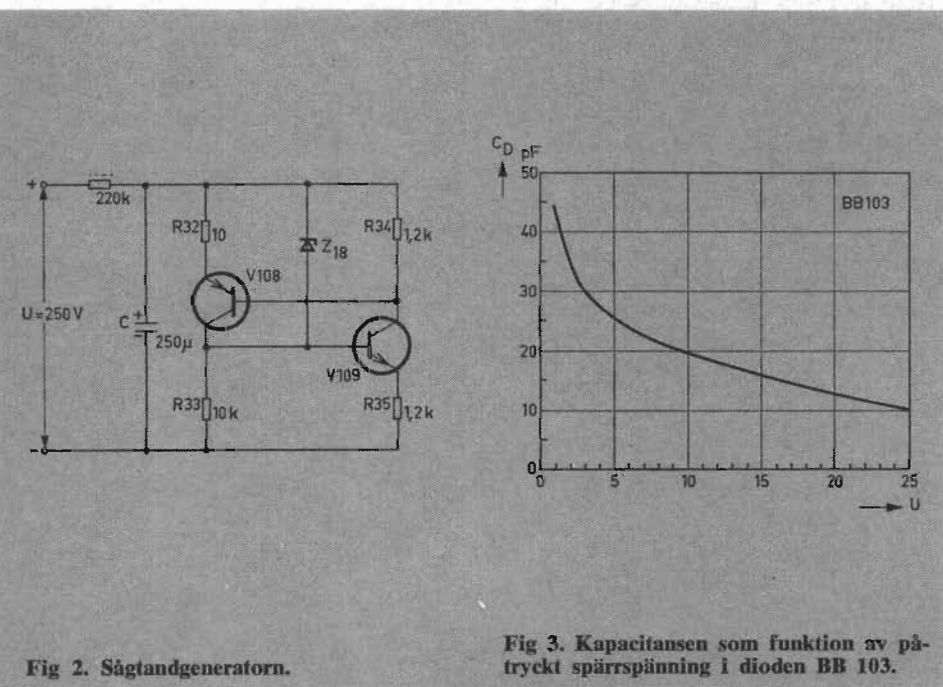 +
220k
R32
10
Z18
R34
1,2k
V108
U=250V
C
+
250µ
V109
R33
10k
R35
1,2k
-
Fig 2. Sågtandgeneratorn.
CD pF
50
40
30
20
10
0
BB103
0 5 10 15 20 25
U
Fig 3. Kapacitansen som funktion av på-
tryckt spärrspänning i dioden BB 103.